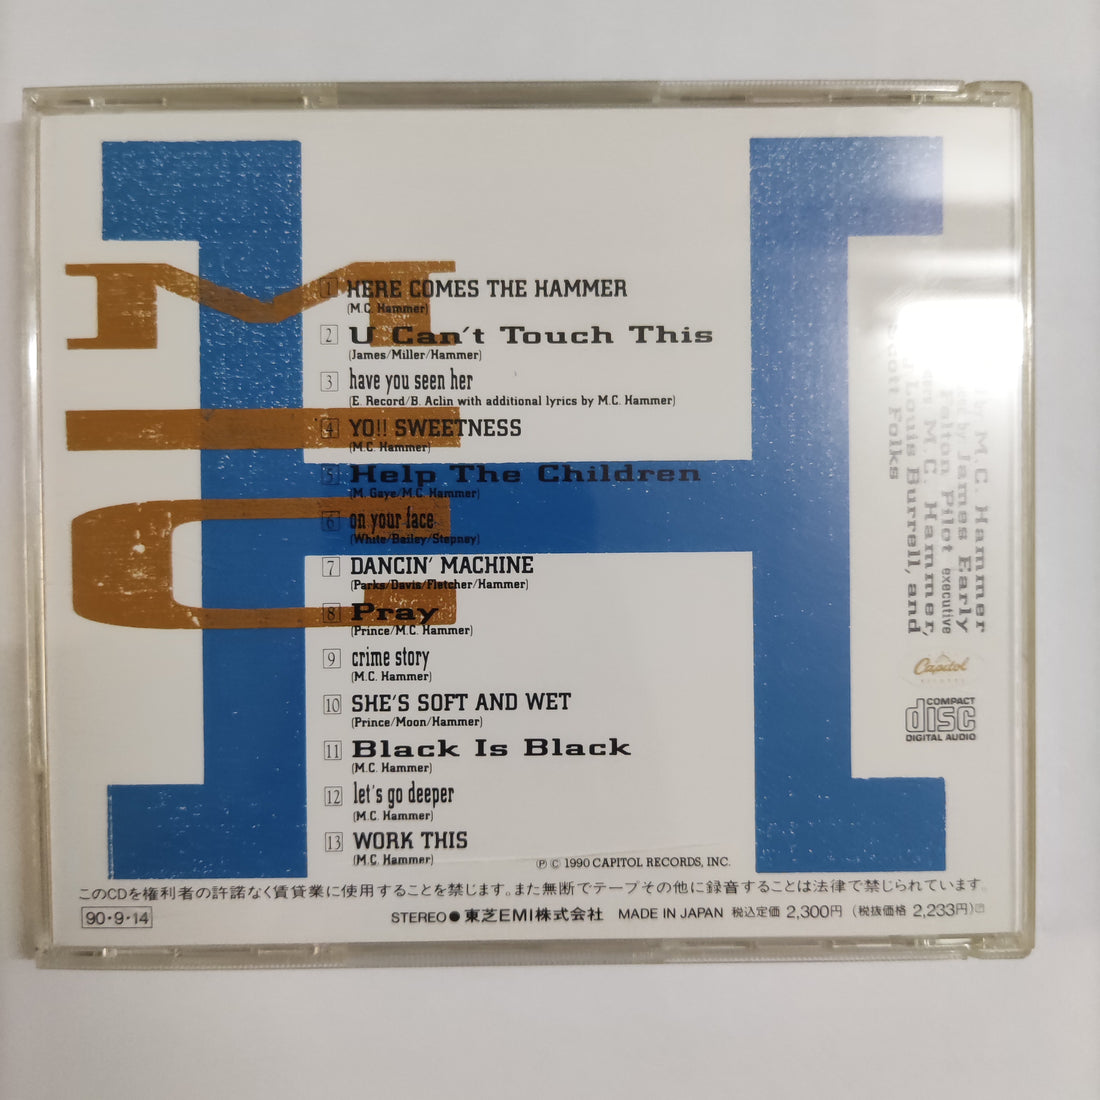 MC
H
1 HERE COMES THE HAMMER
(M.C. Hammer)
2 U Can't Touch This
(James/Miller/Hammer)
3 have you seen her
(E. Record/B. Aclin with additional lyrics by M.C. Hammer)
4 YO!! SWEETNESS
(M.C. Hammer)
5 Help The Children
(M. Gaye/M.C. Hammer)
6 on your face
(White/Bailey/Stepney)
7 DANCIN' MACHINE
(Parks/Davis/Fletcher/Hammer)
8 Pray
(Prince/M.C. Hammer)
9 crime story
(M.C. Hammer)
10 SHE'S SOFT AND WET
(Prince/Moon/Hammer)
11 Black Is Black
(M.C. Hammer)
12 let's go deeper
(M.C. Hammer)
13 WORK THIS
(M.C. Hammer)
℗ © 1990 CAPITOL RECORDS, INC.
M.C. Hammer
James Early
Felton Pilot executive
M.C. Hammer,
Louis Burrell, and
Scott Folks
Capitol
RECORDS
COMPACT
disc
DIGITAL AUDIO
このCDを権利者の許諾なく賃貸業に使用することを禁じます。また無断でテープその他に録音することは法律で禁じられています。
90・9・14
STEREO● 東芝EMI株式会社 MADE IN JAPAN 税込定価 2,300円 (税抜価格 2,233円)